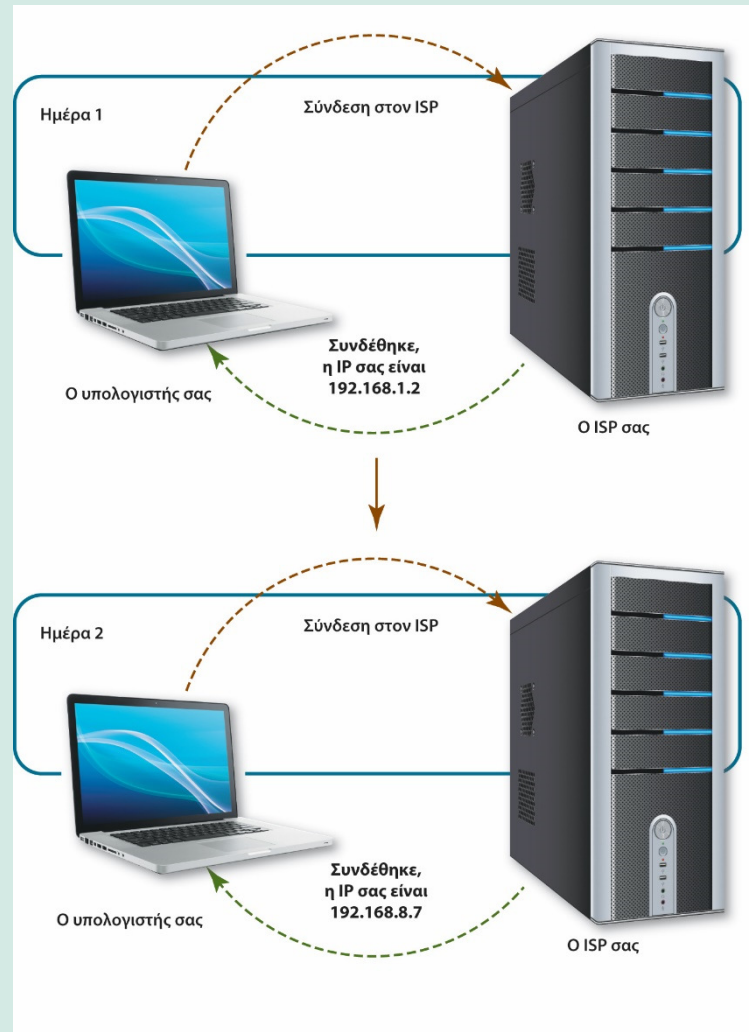 Ημέρα 1
Σύνδεση στον ISP
Συνδέθηκε,
η IP σας είναι
192.168.1.2
Ο υπολογιστής σας
Ο ISP σας
Ημέρα 2
Σύνδεση στον ISP
Συνδέθηκε,
η IP σας είναι
192.168.8.7
Ο υπολογιστής σας
Ο ISP σας